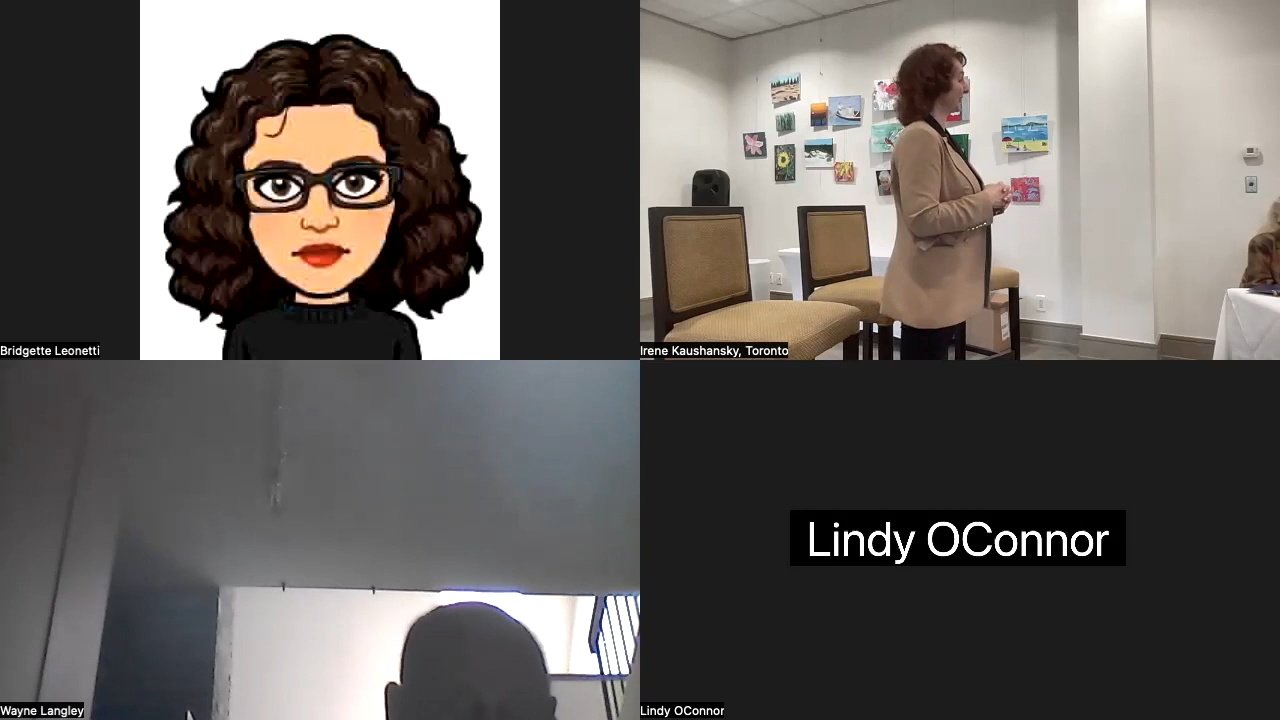 Bridgette Leonetti
Irene Kaushansky, Toronto
Lindy OConnor
Wayne Langley
Lindy OConnor